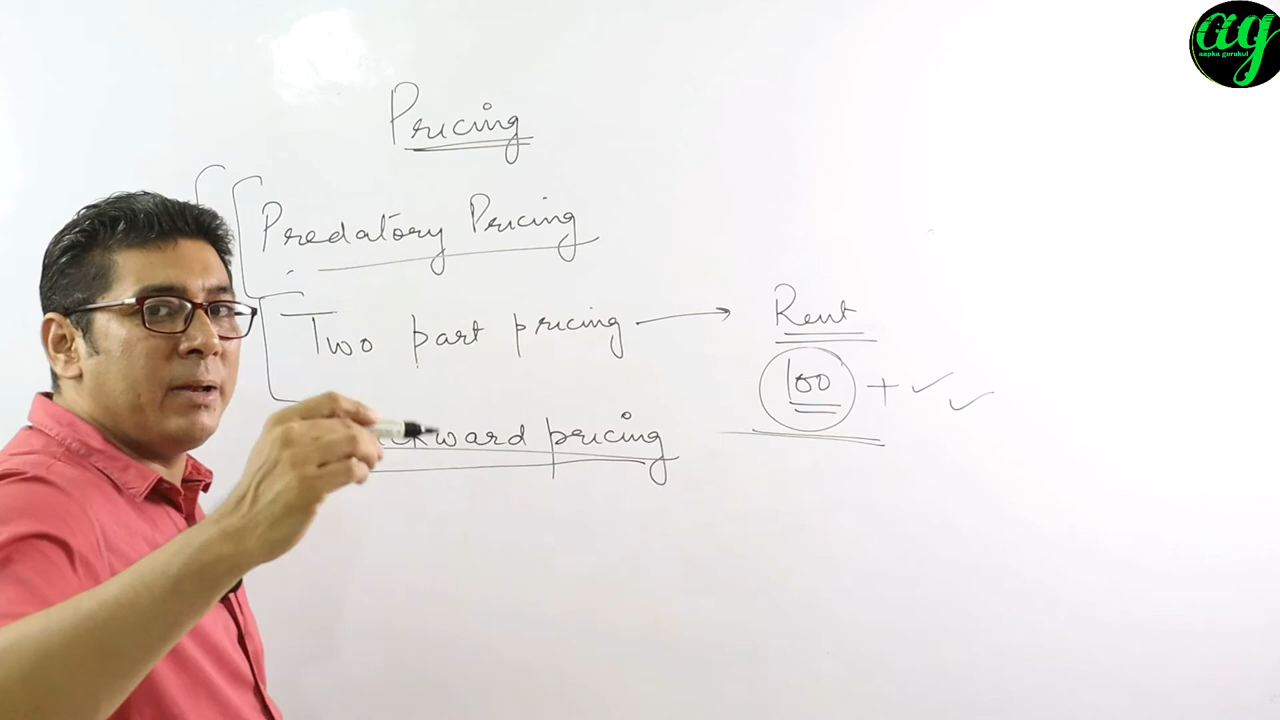 ag
aapka gurukul
Pricing
Predatory Pricing
Two part pricing → Rent
100 + ✓ ✓
pricing